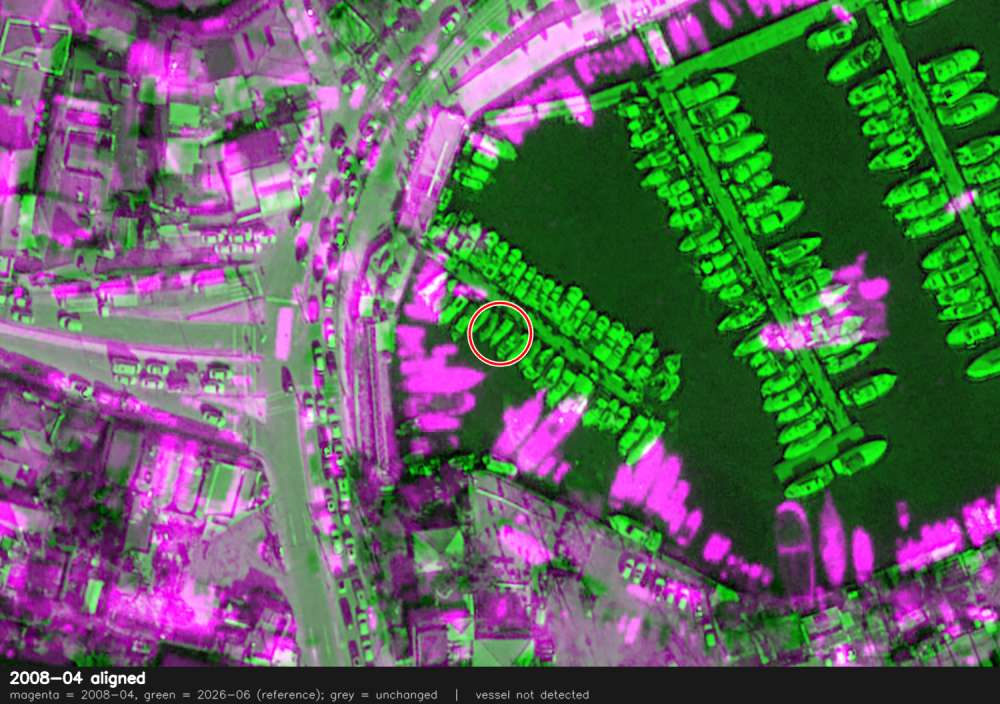 2008-04 aligned
magenta = 2008-04, green = 2026-06 (reference); grey = unchanged | vessel not detected